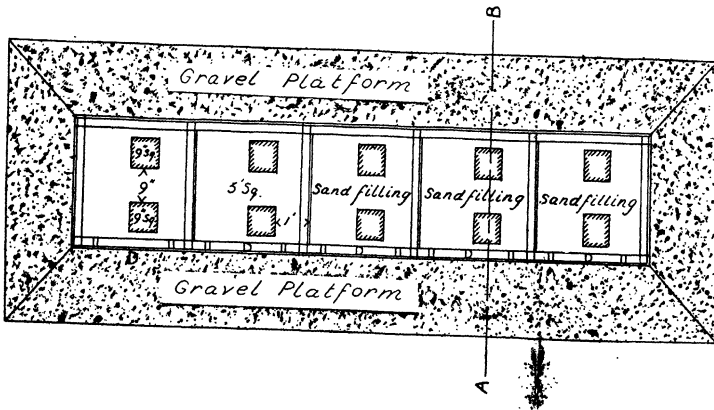 B
Gravel Platform
9"Sq.
9"
9"Sq.
5'Sq.
1'
Sand filling
Sand filling
Sand filling
D
D
D
D
D
Gravel Platform
A